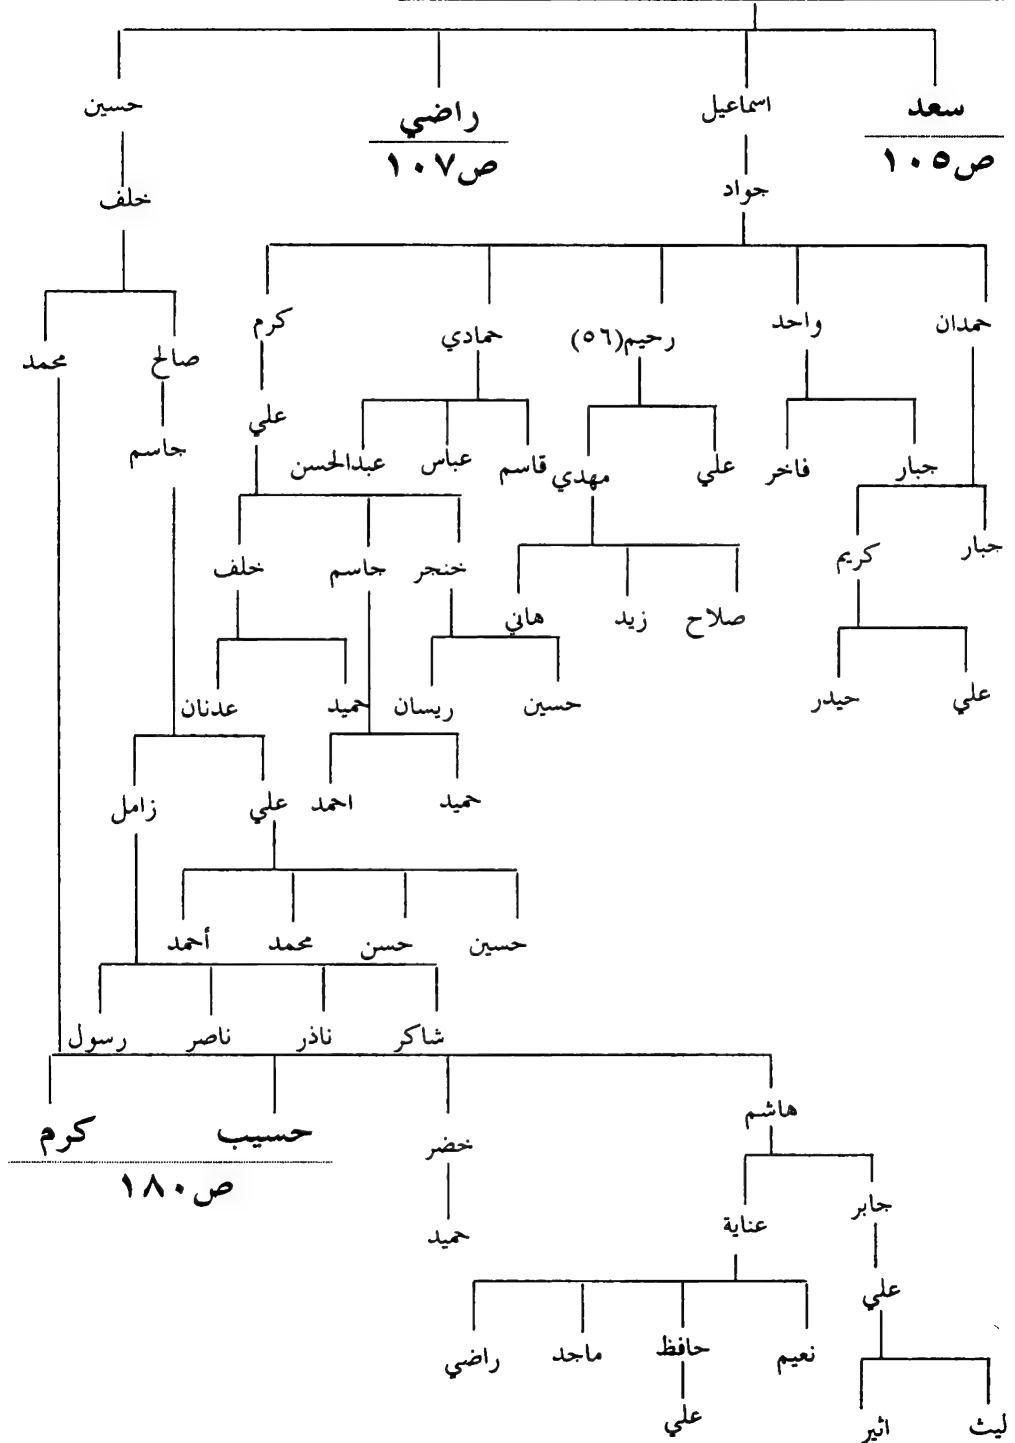 سعد اسماعيل راضي حسين
ص١٠٥ ص١٠٧
جواد خلف
حمدان واحد رحيم(٥٦) حمادي كرم
صالح محمد
علي
جبار فاخر علي مهدي قاسم عباس عبدالحسن
جاسم
جبار كريم خنجر جاسم خلف
صلاح زيد هاني
علي حيدر حسين ريسان حميد عدنان
حميد احمد علي زامل
حسين حسن محمد أحمد
شاكر ناذر ناصر رسول
هاشم خضر حسيب كرم
ص١٨٠
جابر عناية حميد
علي
نعيم حافظ ماجد راضي
ليث اثير علي